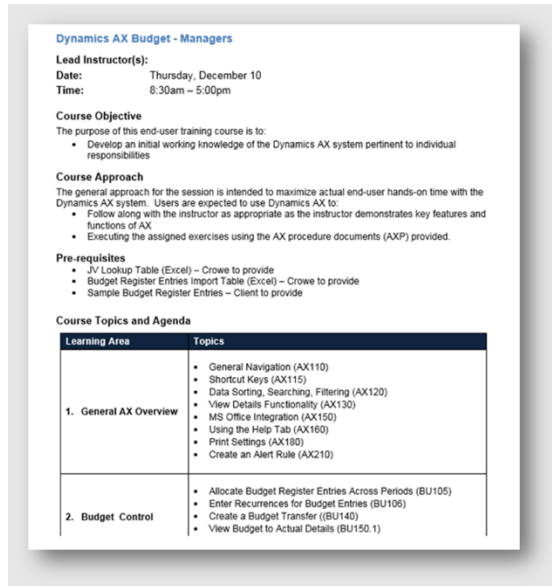 Dynamics AX Budget - Managers
Lead Instructor(s):
Date: Thursday, December 10
Time: 8:30am – 5:00pm
Course Objective
The purpose of this end-user training course is to:
• Develop an initial working knowledge of the Dynamics AX system pertinent to individual
responsibilities
Course Approach
The general approach for the session is intended to maximize actual end-user hands-on time with the
Dynamics AX system.  Users are expected to use Dynamics AX to:
• Follow along with the instructor as appropriate as the instructor demonstrates key features and
functions of AX
• Executing the assigned exercises using the AX procedure documents (AXP) provided.
Pre-requisites
• JV Lookup Table (Excel) – Crowe to provide
• Budget Register Entries Import Table (Excel) – Crowe to provide
• Sample Budget Register Entries – Client to provide
Course Topics and Agenda
Learning Area Topics
1. General AX Overview
• General Navigation (AX110)
• Shortcut Keys (AX115)
• Data Sorting, Searching, Filtering (AX120)
• View Details Functionality (AX130)
• MS Office Integration (AX150)
• Using the Help Tab (AX160)
• Print Settings (AX180)
• Create an Alert Rule (AX210)
2. Budget Control
• Allocate Budget Register Entries Across Periods (BU105)
• Enter Recurrences for Budget Entries (BU106)
• Create a Budget Transfer ((BU140)
• View Budget to Actual Details (BU150.1)